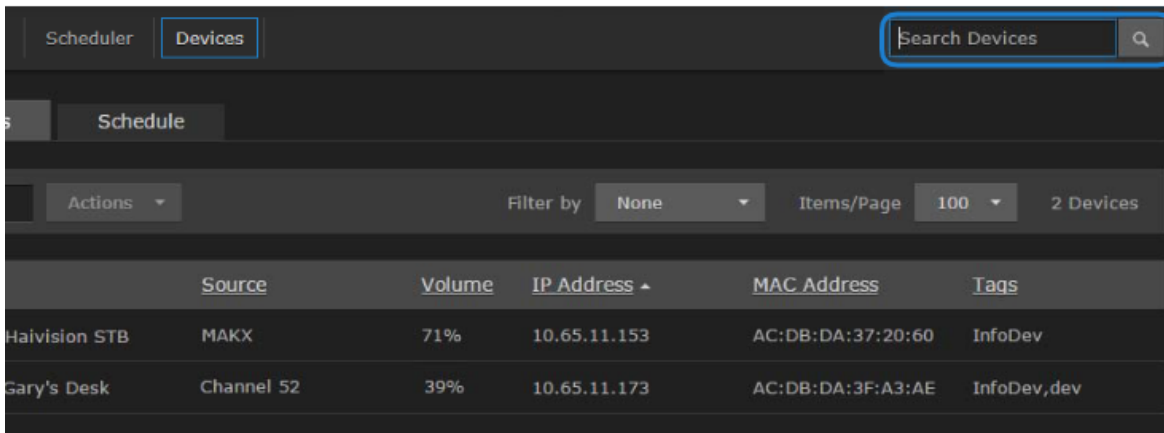 Scheduler Devices Search Devices
s Schedule
Actions Filter by None Items/Page 100 2 Devices
Source Volume IP Address MAC Address Tags
Haivision STB MAKX 71% 10.65.11.153 AC:DB:DA:37:20:60 InfoDev
Gary's Desk Channel 52 39% 10.65.11.173 AC:DB:DA:3F:A3:AE InfoDev,dev